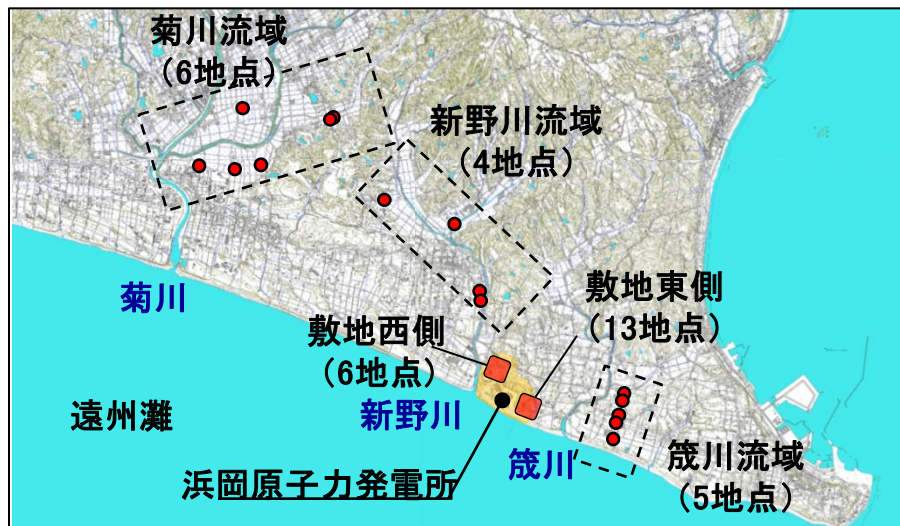 菊川流域
(6地点)
新野川流域
(4地点)
菊川
敷地東側
(13地点)
敷地西側
(6地点)
遠州灘
新野川
浜岡原子力発電所
筬川
筬川流域
(5地点)